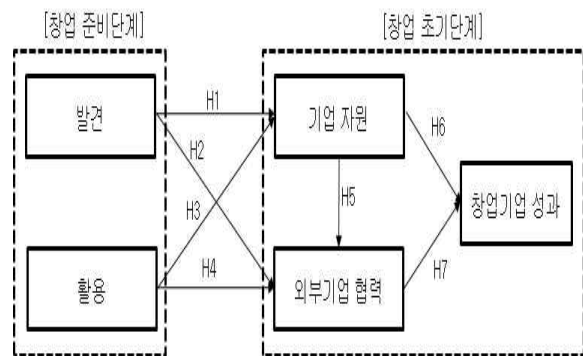 [창업 준비단계]
[창업 초기단계]
발견
H1
기업 자원
H2
H6
H3
H5
창업기업 성과
활용
H4
외부기업 협력
H7